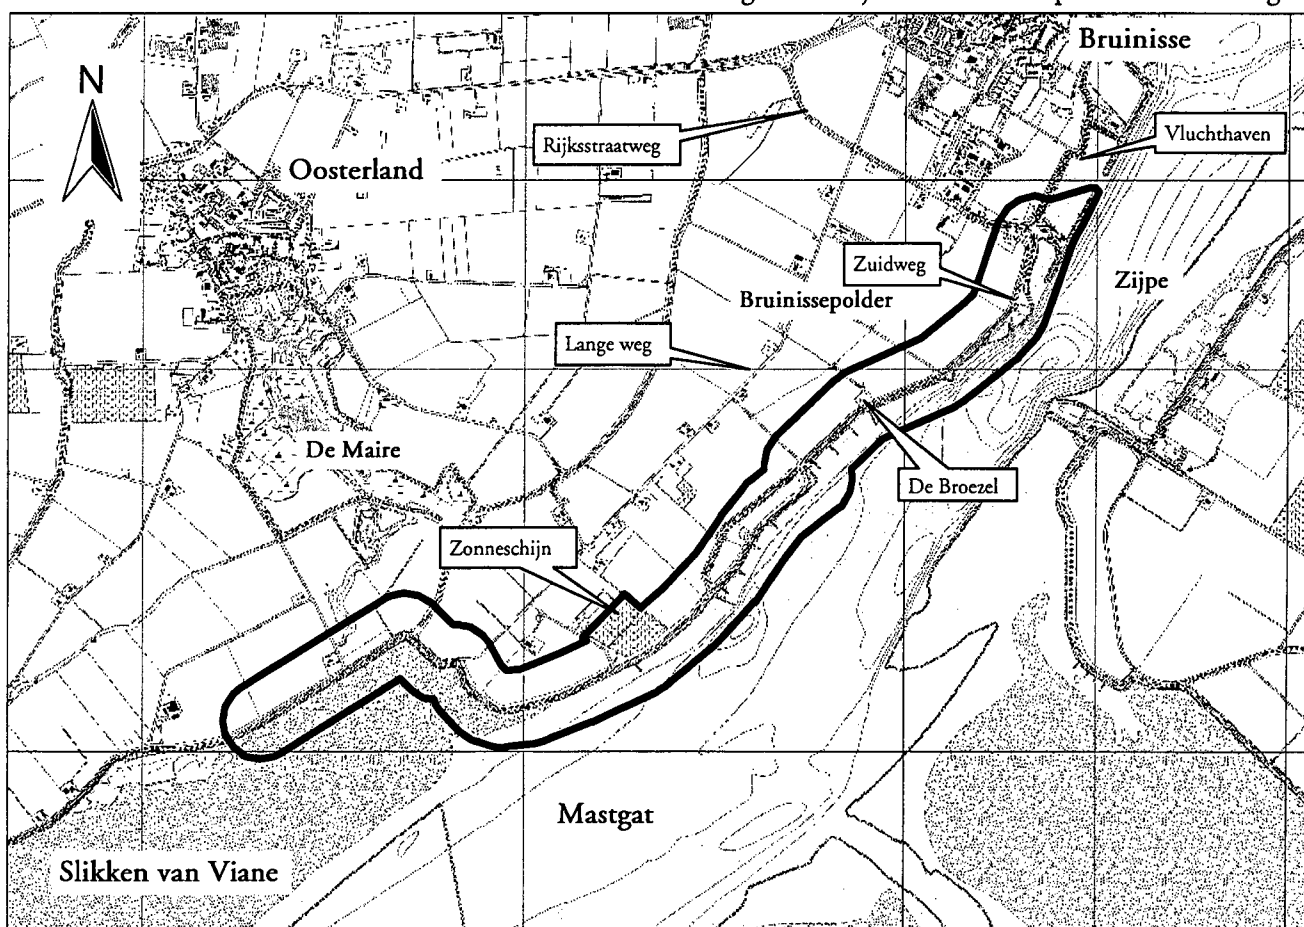 Bruinisse
N
Rijksstraatweg
Vluchthaven
Oosterland
Zuidweg
Zijpe
Bruinissepolder
Lange weg
De Maire
De Broezel
Zonneschijn
Mastgat
Slikken van Viane